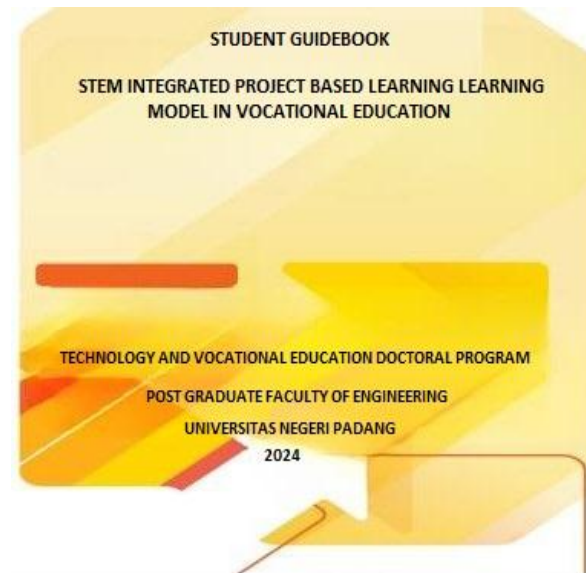 STUDENT GUIDEBOOK
STEM INTEGRATED PROJECT BASED LEARNING LEARNING
MODEL IN VOCATIONAL EDUCATION
TECHNOLOGY AND VOCATIONAL EDUCATION DOCTORAL PROGRAM
POST GRADUATE FACULTY OF ENGINEERING
UNIVERSITAS NEGERI PADANG
2024